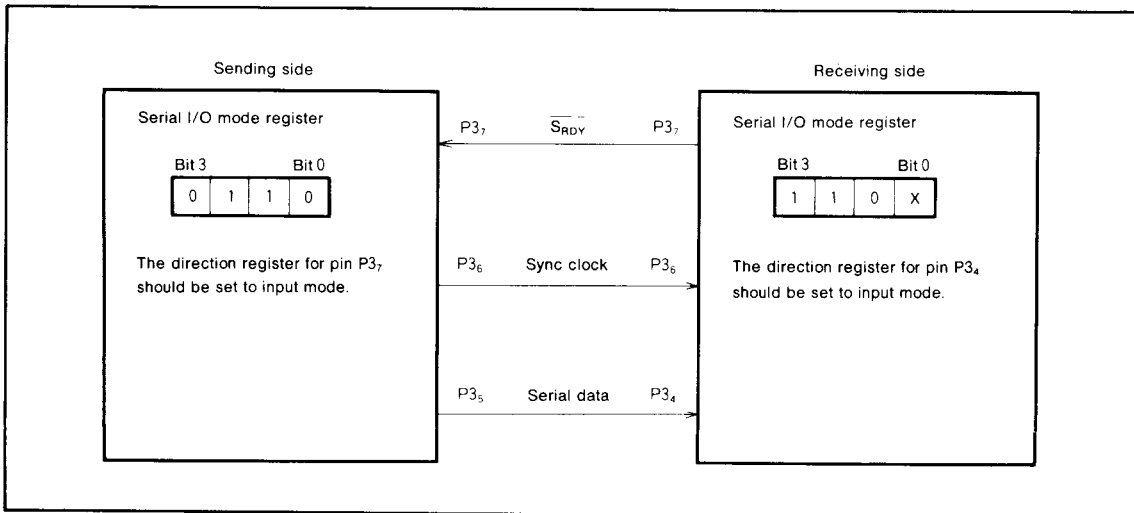 Sending side
Serial I/O mode register
Bit 3 Bit 0
0 1 1 0
The direction register for pin P3₇
should be set to input mode.
P3₇ S̅R̅D̅Y̅ P3₇
P3₆ Sync clock P3₆
P3₅ Serial data P3₄
Receiving side
Serial I/O mode register
Bit 3 Bit 0
1 1 0 X
The direction register for pin P3₄
should be set to input mode.